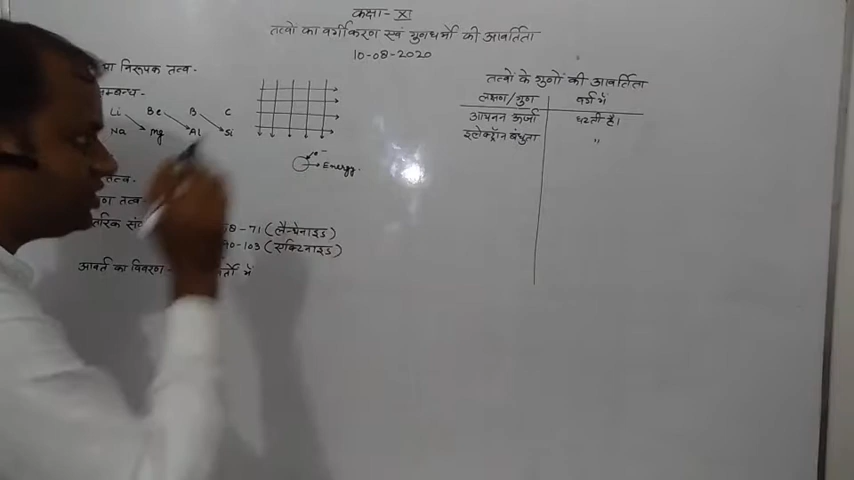 कक्षा- XI
तत्वों का वर्गीकरण एवं गुणधर्मो की आवर्तिता
10-08-2020
निरूपक तत्व.
म्बन्ध-
Li Be B C
Na Mg Al Si
e-
Energy.
तत्व.
तत्व
58-71 (लैन्थेनाइड)
90-103 (एक्टिनाइड)
आवर्त का विवरण- र्तो में
तत्वों के गुणों की आवर्तिता
लक्षण/गुण वर्ग में
आयनन ऊर्जा घटती है।
इलेक्ट्रॉन बंधुता "